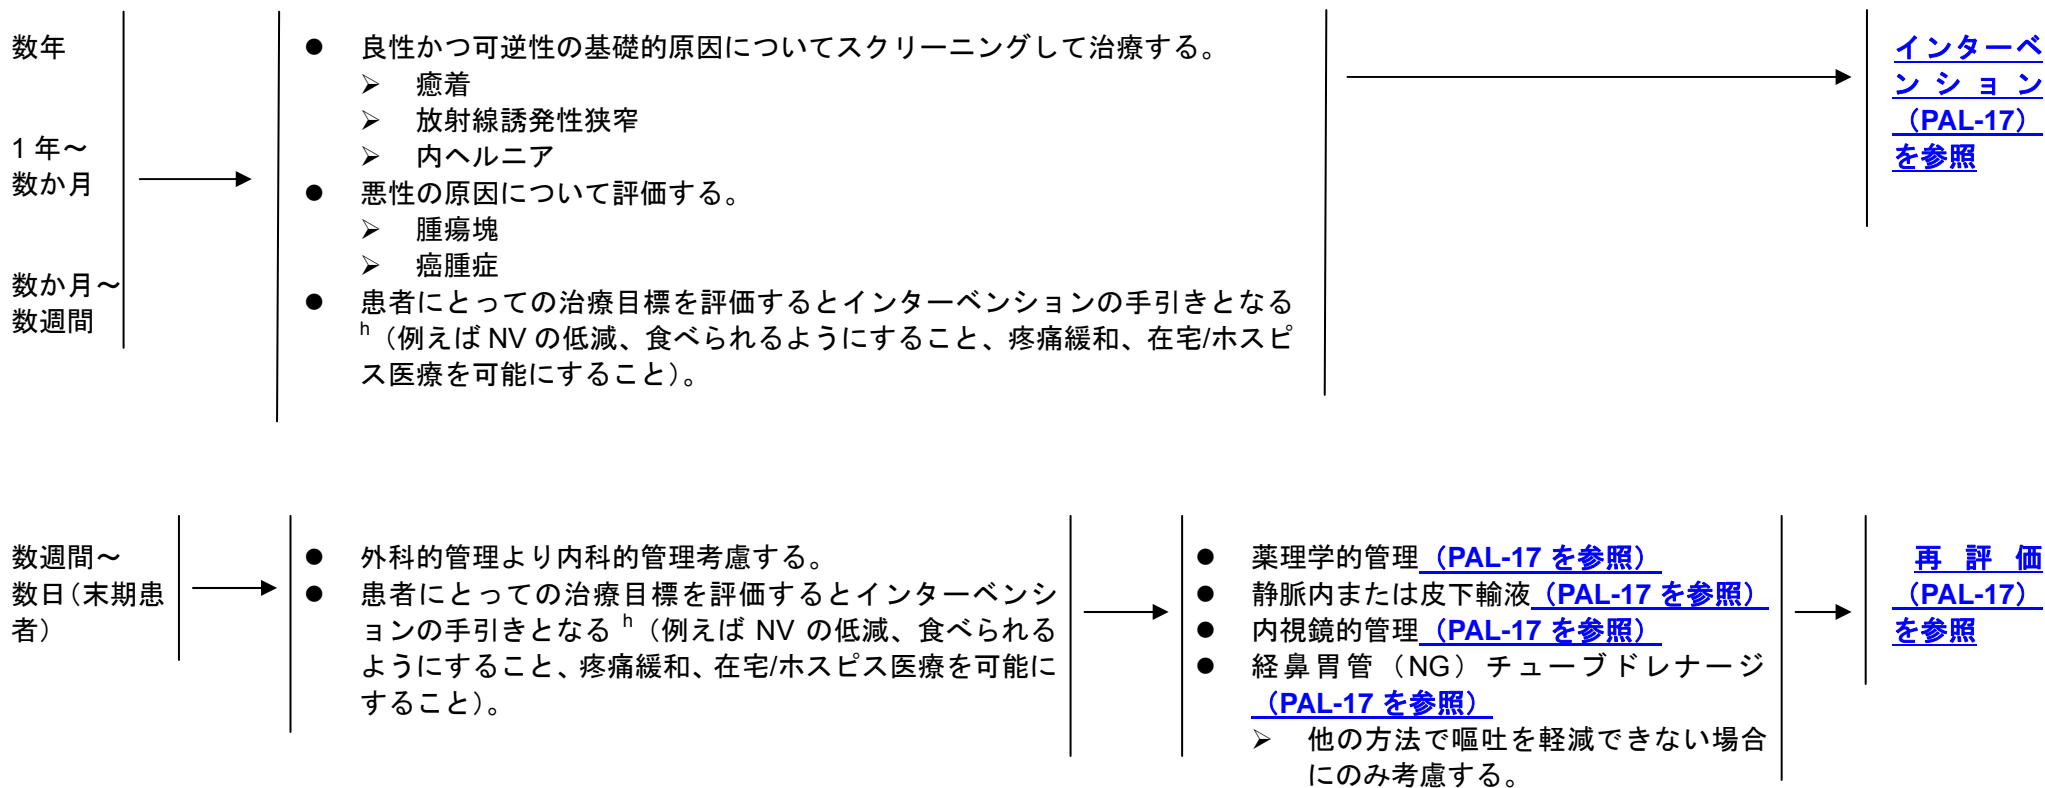 数年
1 年～
数か月
数か月～
数週間
● 良性かつ可逆性の基礎的原因についてスクリーニングして治療する。
➢ 癒着
➢ 放射線誘発性狭窄
➢ 内ヘルニア
● 悪性の原因について評価する。
➢ 腫瘍塊
➢ 癌腫症
● 患者にとっての治療目標を評価するとインターベンションの手引きとなる
h（例えば NV の低減、食べられるようにすること、疼痛緩和、在宅/ホスピ
ス医療を可能にすること）。
インターベ
ンション
（PAL-17）
を参照
数週間～
数日（末期患
者）
● 外科的管理より内科的管理考慮する。
● 患者にとっての治療目標を評価するとインターベンシ
ョンの手引きとなる h（例えば NV の低減、食べられる
ようにすること、疼痛緩和、在宅/ホスピス医療を可能に
すること）。
● 薬理学的管理（PAL-17 を参照）
● 静脈内または皮下輸液（PAL-17 を参照）
● 内視鏡的管理（PAL-17 を参照）
● 経鼻胃管（NG）チューブドレナージ
（PAL-17 を参照）
➢ 他の方法で嘔吐を軽減できない場合
にのみ考慮する。
再評価
（PAL-17）
を参照